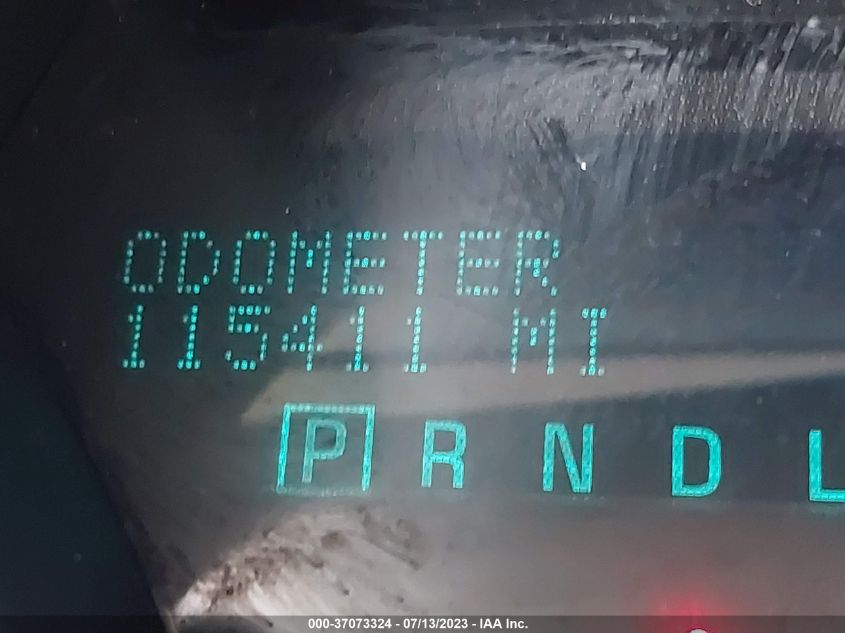 ODOMETER
115411 MI
P R N D L
000-37073324 - 07/13/2023 - IAA Inc.